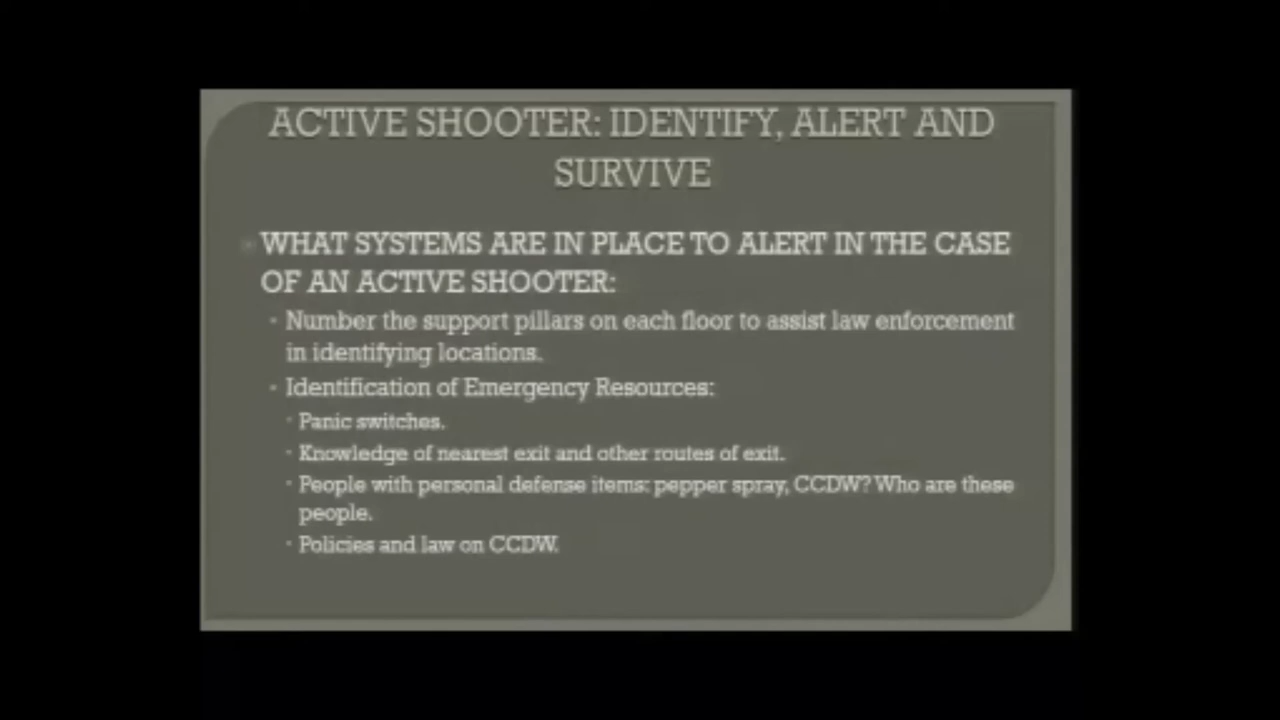 ACTIVE SHOOTER: IDENTIFY, ALERT AND
SURVIVE
WHAT SYSTEMS ARE IN PLACE TO ALERT IN THE CASE
OF AN ACTIVE SHOOTER:
Number the support pillars on each floor to assist law enforcement
in identifying locations.
Identification of Emergency Resources:
Panic switches.
Knowledge of nearest exit and other routes of exit.
People with personal defense items: pepper spray, CCDW? Who are these
people.
Policies and law on CCDW.